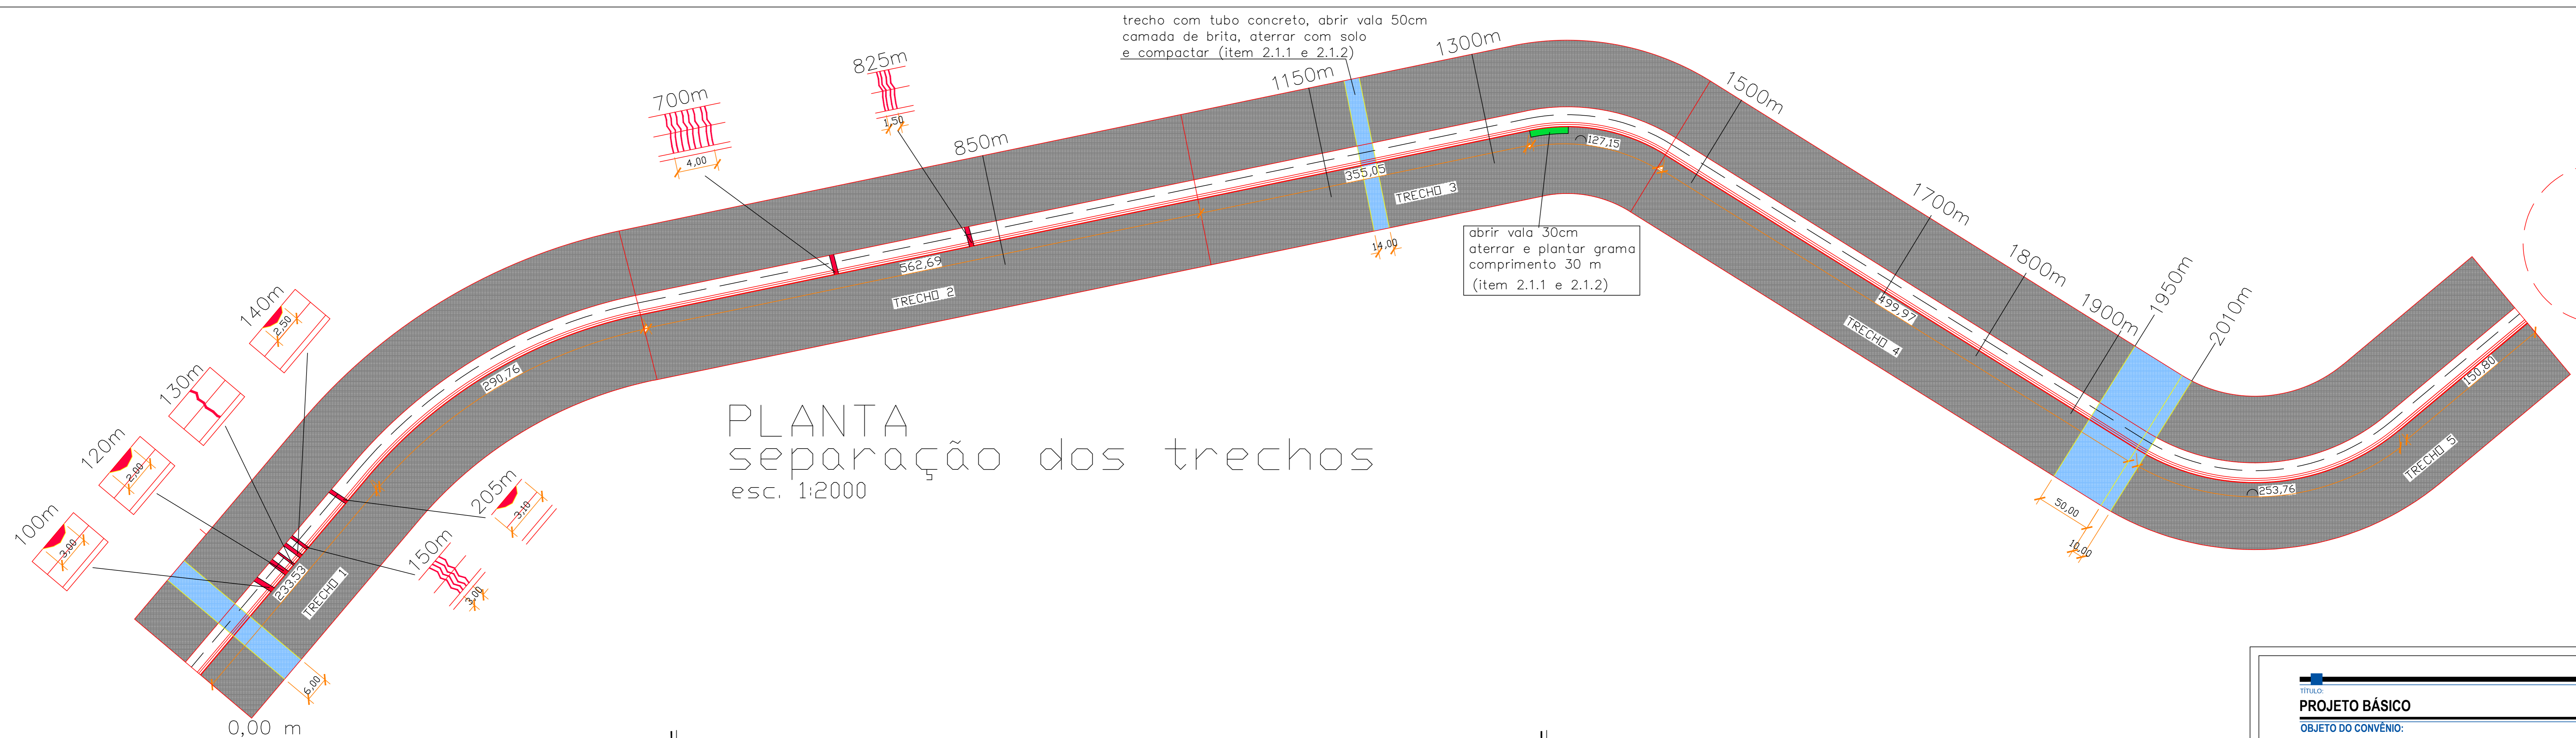 trecho com tubo concreto, abrir vala 50cm
camada de brita, aterrar com solo
e compactar (item 2.1.1 e 2.1.2)
825m
1,50
700m
4,00
850m
1150m
1300m
1500m
1700m
1800m
1900m
1950m
2010m
127,15
355,05
TRECHO 3
14,00
abrir vala 30cm
aterrar e plantar grama
comprimento 30 m
(item 2.1.1 e 2.1.2)
562,69
TRECHO 2
499,97
TRECHO 4
140m
2,50
130m
120m
2,00
100m
3,00
290,76
205m
3,10
150m
3,00
233,53
TRECHO 1
6,00
0,00 m
PLANTA
separação dos trechos
esc. 1:2000
50,00
10,00
253,76
150,80
TRECHO 5
TÍTULO:
PROJETO BÁSICO
OBJETO DO CONVÊNIO: